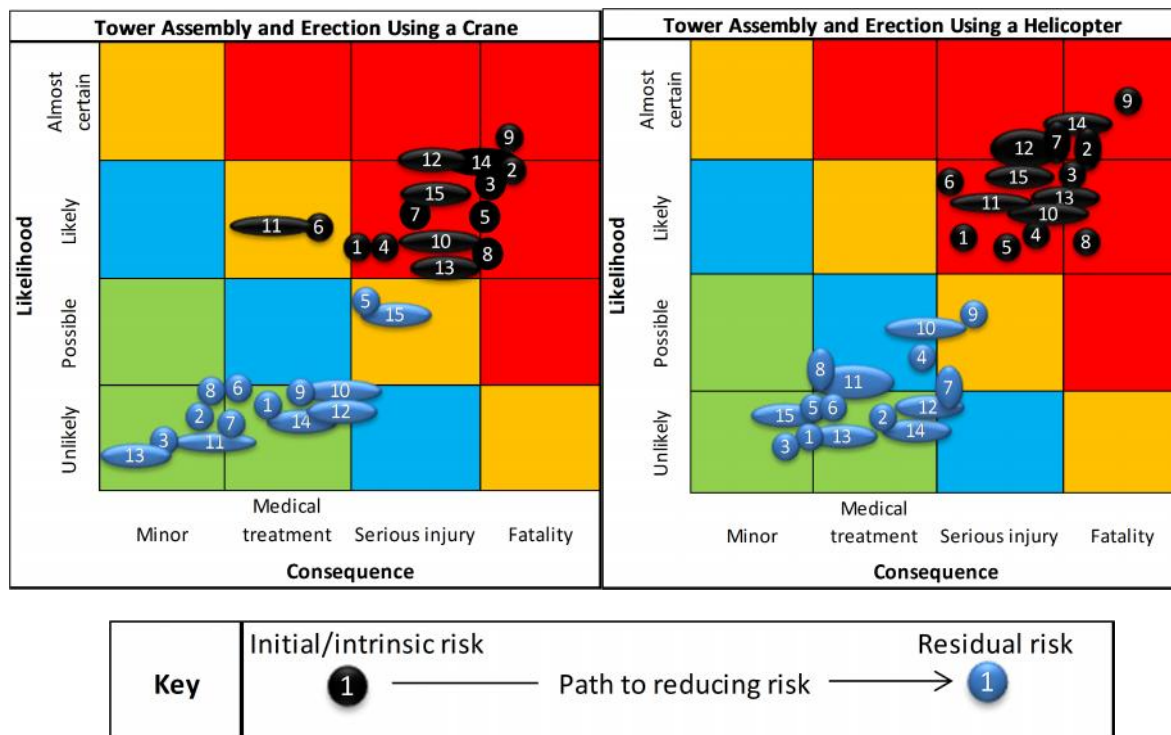 Tower Assembly and Erection Using a Crane
Almost certain
Likely
Possible
Unlikely
Likelihood
9
12
14
2
3
15
7
5
11
6
1
4
10
8
13
5
15
8
6
9
10
1
12
2
7
14
3
11
13
Minor
Medical treatment
Serious injury
Fatality
Consequence
Tower Assembly and Erection Using a Helicopter
Almost certain
Likely
Possible
Unlikely
Likelihood
9
14
7
12
2
3
15
6
13
11
10
4
1
5
8
9
10
4
8
11
7
5
6
12
15
2
14
1
13
3
Minor
Medical treatment
Serious injury
Fatality
Consequence
Key
Initial/intrinsic risk
1
Path to reducing risk
Residual risk
1